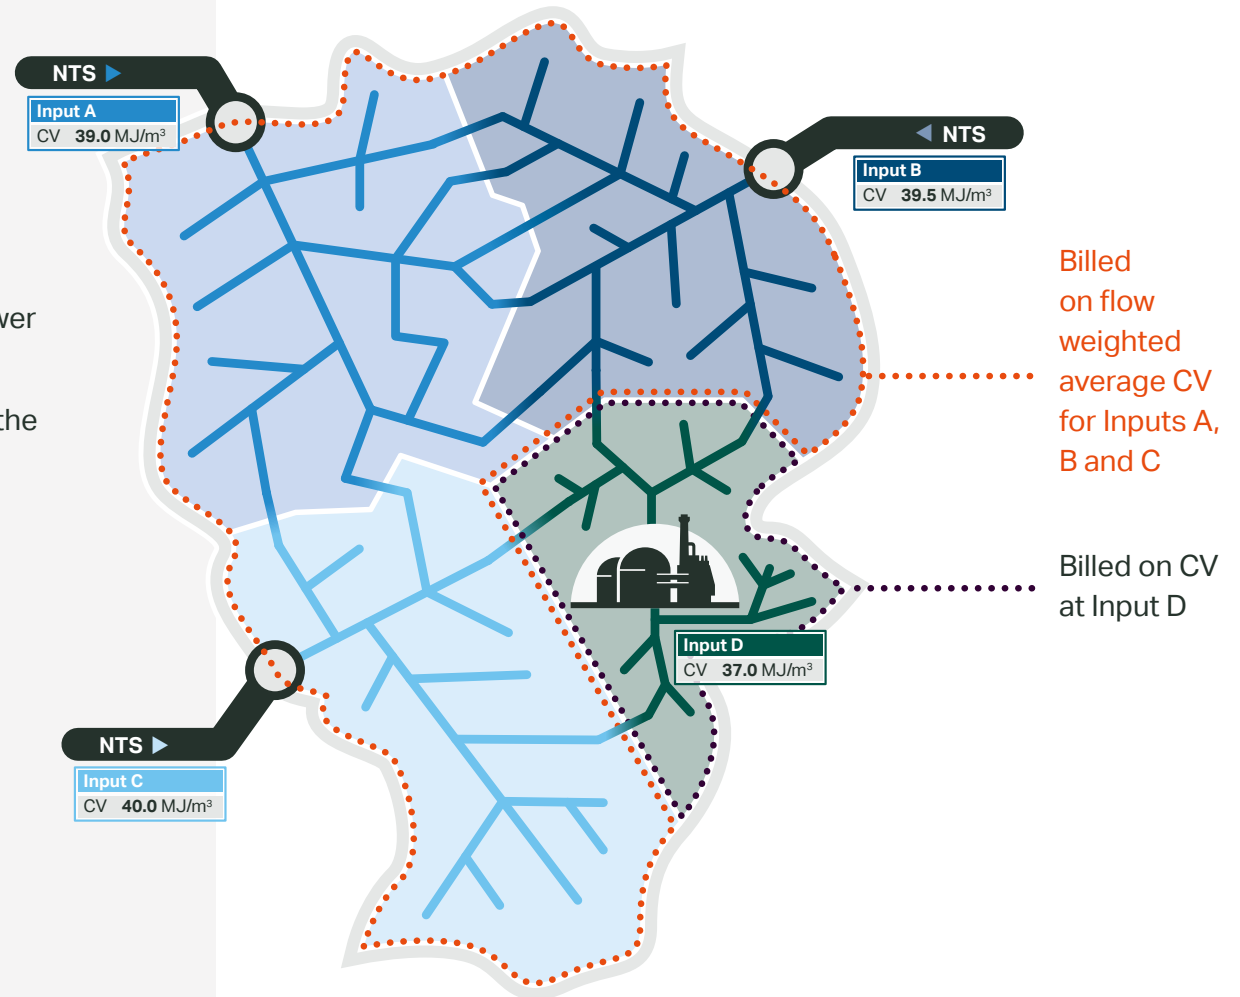 NTS
Input A
CV 39.0 MJ/m³
NTS
Input B
CV 39.5 MJ/m³
Billed
on flow
weighted
average CV
for Inputs A,
B and C
the
Billed on CV
at Input D
Input D
CV 37.0 MJ/m³
NTS
Input C
CV 40.0 MJ/m³